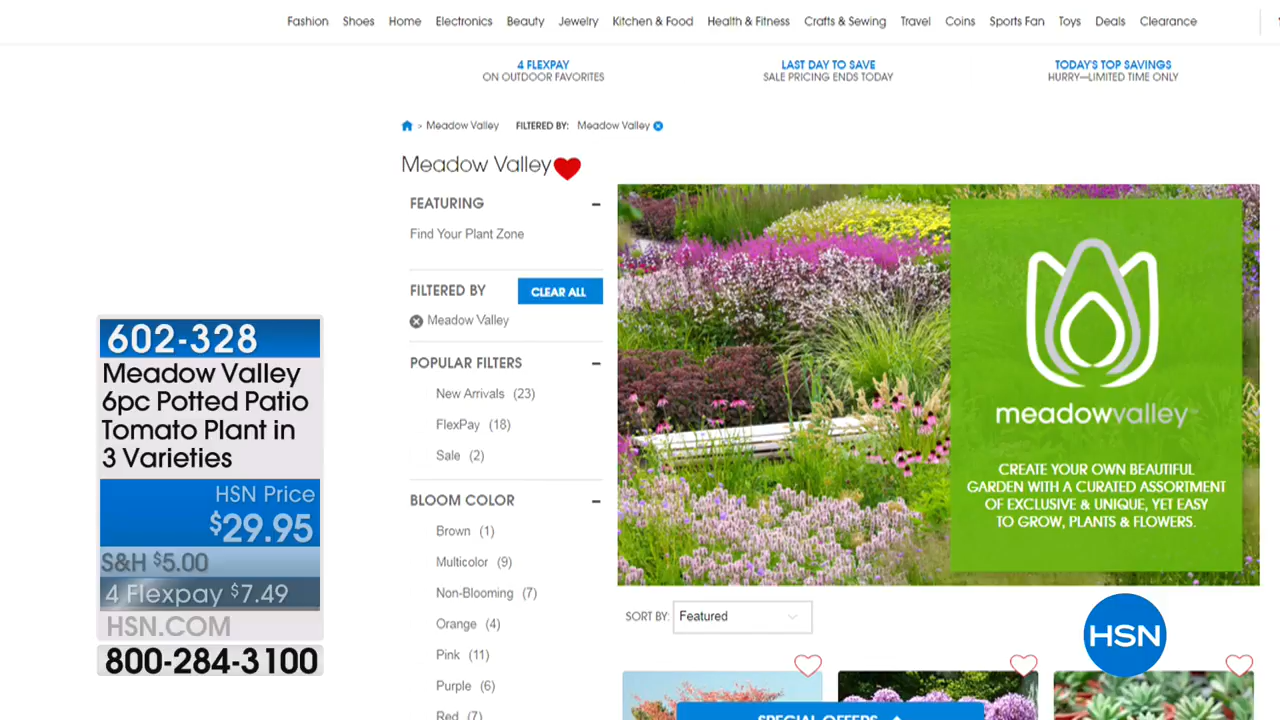 Fashion Shoes Home Electronics Beauty Jewelry Kitchen & Food Health & Fitness Crafts & Sewing Travel Coins Sports Fan Toys Deals Clearance
4 FLEXPAY
ON OUTDOOR FAVORITES
LAST DAY TO SAVE
SALE PRICING ENDS TODAY
TODAY'S TOP SAVINGS
HURRY—LIMITED TIME ONLY
> Meadow Valley FILTERED BY: Meadow Valley
Meadow Valley
FEATURING
Find Your Plant Zone
FILTERED BY CLEAR ALL
Meadow Valley
POPULAR FILTERS
New Arrivals (23)
FlexPay (18)
Sale (2)
BLOOM COLOR
Brown (1)
Multicolor (9)
Non-Blooming (7)
Orange (4)
Pink (11)
Purple (6)
Red (7)
meadowvalley
CREATE YOUR OWN BEAUTIFUL
GARDEN WITH A CURATED ASSORTMENT
OF EXCLUSIVE & UNIQUE, YET EASY
TO GROW, PLANTS & FLOWERS.
SORT BY: Featured
HSN
SPECIAL OFFERS
602-328
Meadow Valley
6pc Potted Patio
Tomato Plant in
3 Varieties
HSN Price
$29.95
S&H $5.00
4 Flexpay $7.49
HSN.COM
800-284-3100